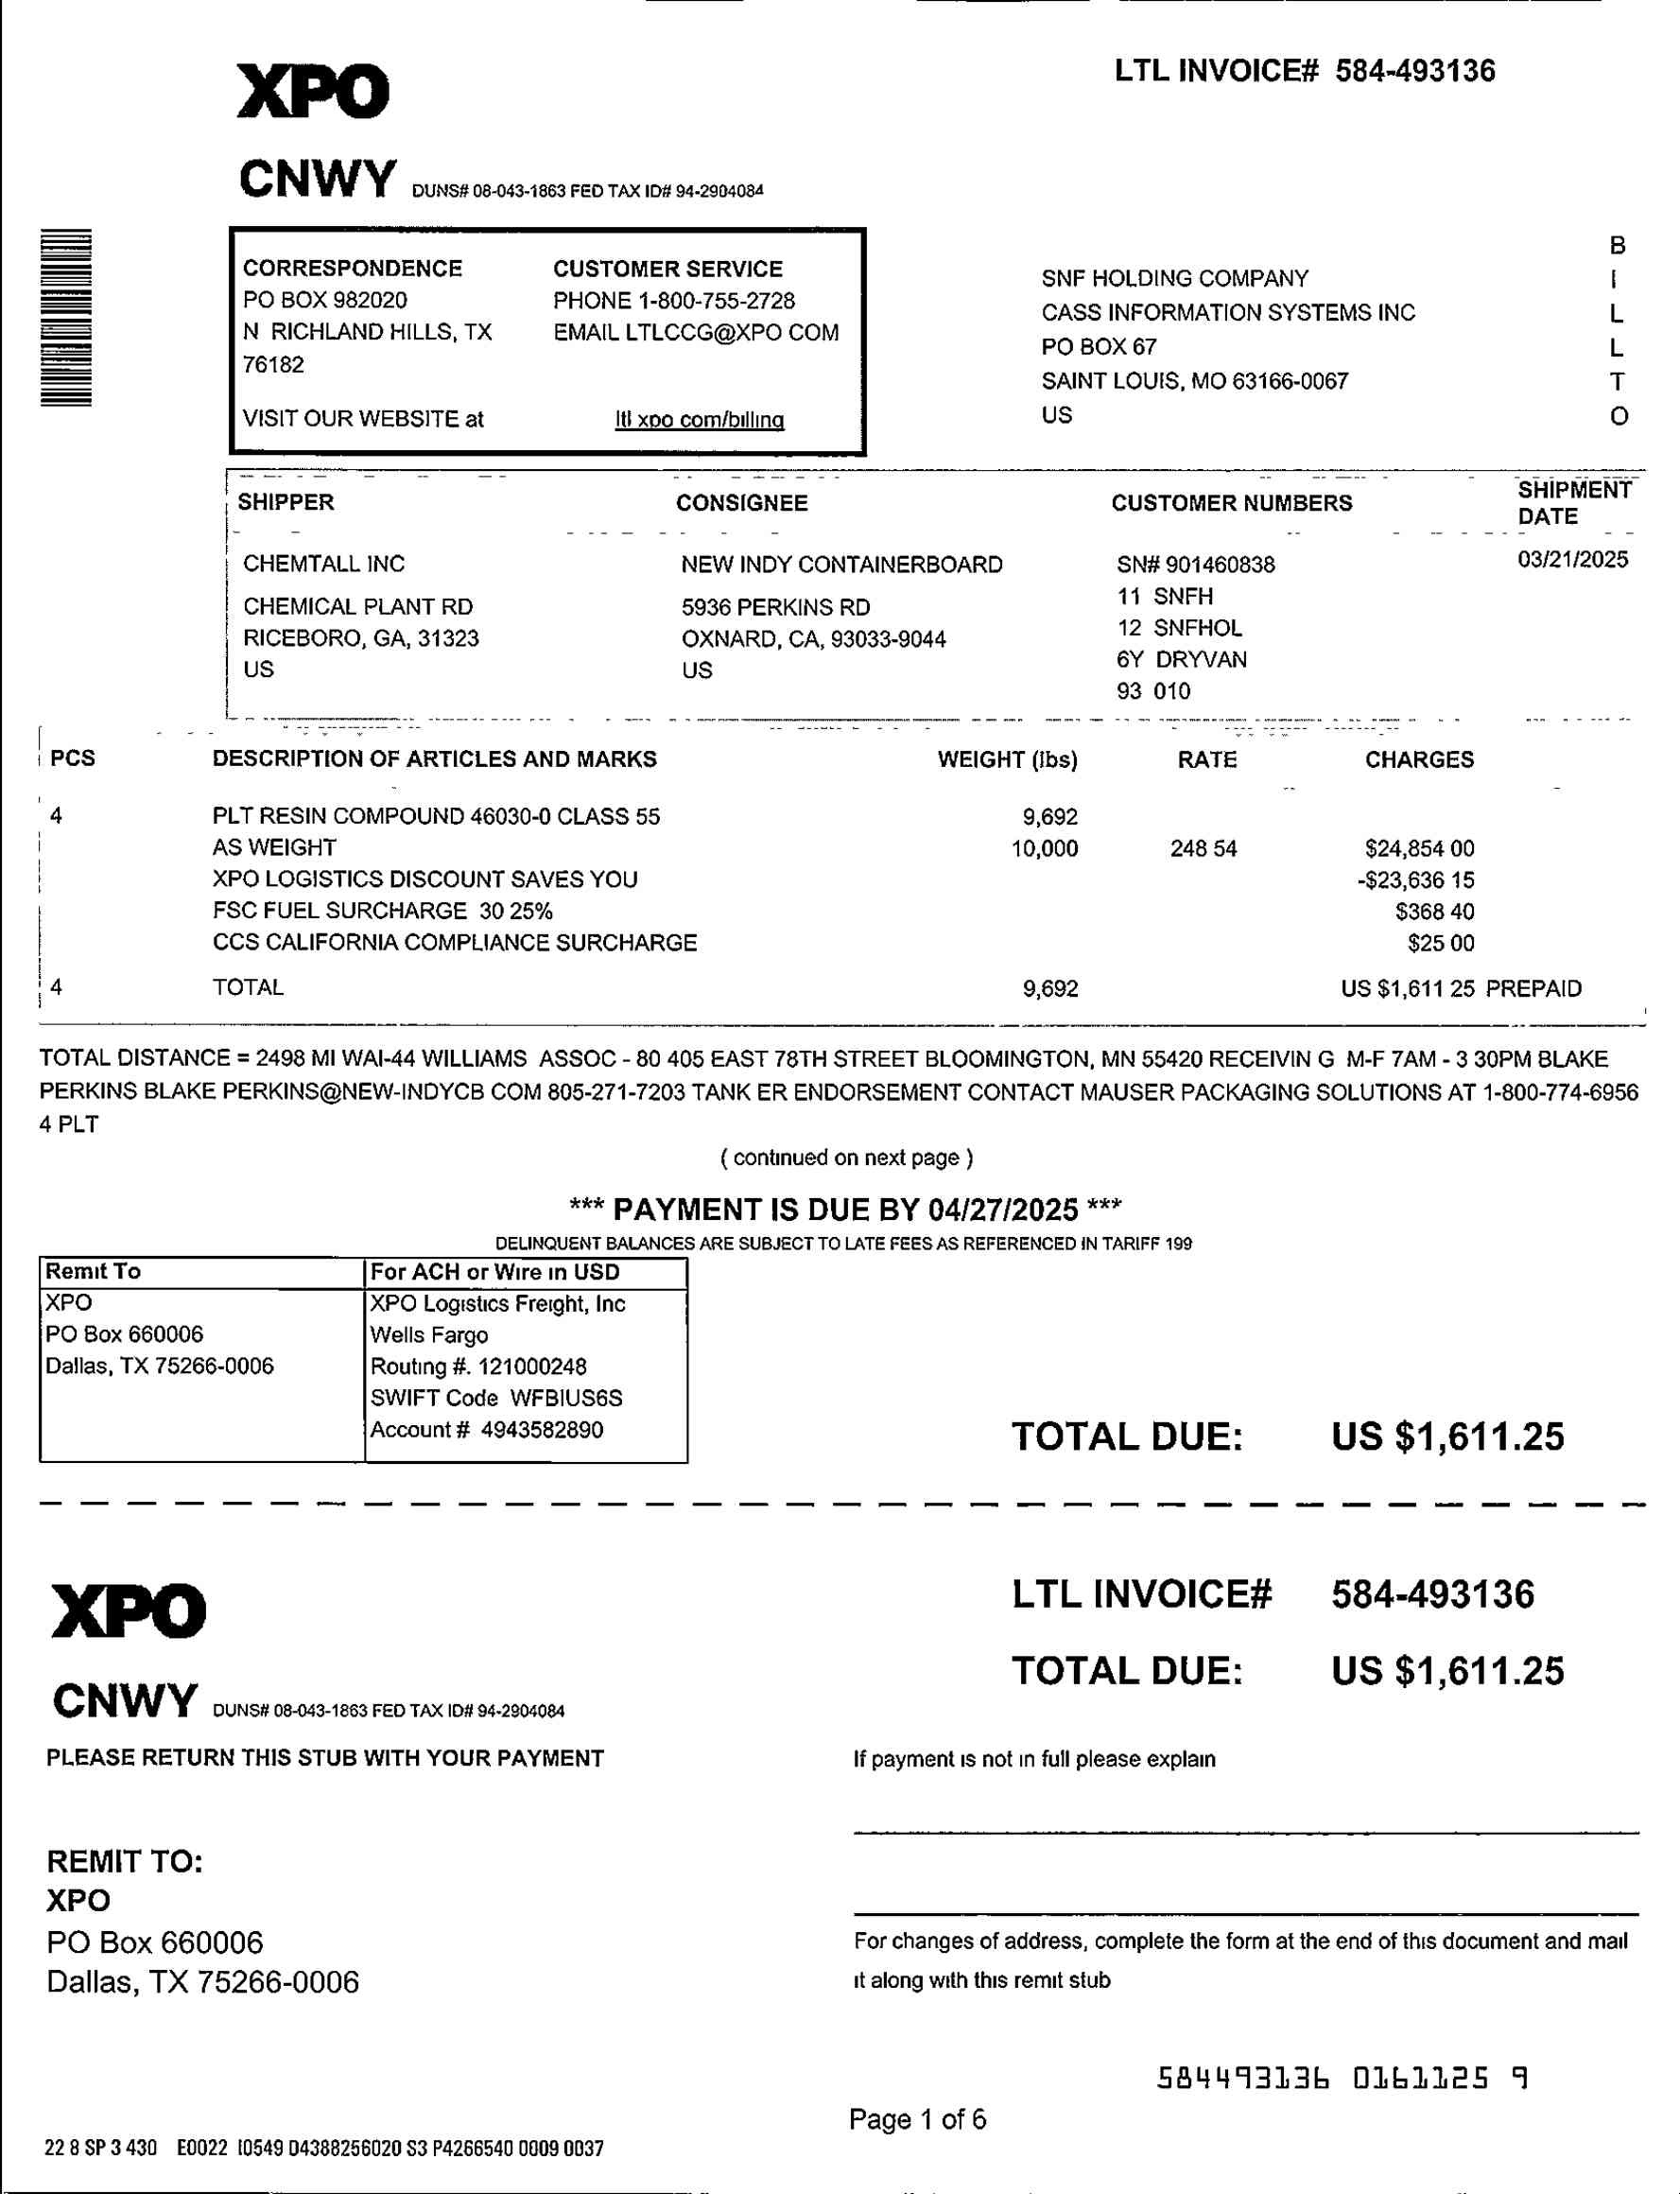 LTL INVOICE# 584-493136
XPO
CNWY DUNS# 08-043-1863 FED TAX ID# 94-2904084
CORRESPONDENCE CUSTOMER SERVICE
PO BOX 982020 PHONE 1-800-755-2728
N RICHLAND HILLS, TX EMAIL LTLCCG@XPO COM
76182
VISIT OUR WEBSITE at ltl xpo com/billing
SNF HOLDING COMPANY
CASS INFORMATION SYSTEMS INC
PO BOX 67
SAINT LOUIS, MO 63166-0067
US
B
I
L
L
T
O
SHIPPER CONSIGNEE CUSTOMER NUMBERS SHIPMENT
DATE
CHEMTALL INC NEW INDY CONTAINERBOARD SN# 901460838 03/21/2025
11 SNFH
CHEMICAL PLANT RD 5936 PERKINS RD
12 SNFHOL
RICEBORO, GA, 31323 OXNARD, CA, 93033-9044
6Y DRYVAN
US US
93 010
PCS DESCRIPTION OF ARTICLES AND MARKS WEIGHT (lbs) RATE CHARGES
4 PLT RESIN COMPOUND 46030-0 CLASS 55 9,692
AS WEIGHT 10,000 248 54 $24,854 00
XPO LOGISTICS DISCOUNT SAVES YOU -$23,636 15
FSC FUEL SURCHARGE 30 25% $368 40
CCS CALIFORNIA COMPLIANCE SURCHARGE $25 00
4 TOTAL 9,692 US $1,611 25 PREPAID
TOTAL DISTANCE = 2498 MI WAI-44 WILLIAMS ASSOC - 80 405 EAST 78TH STREET BLOOMINGTON, MN 55420 RECEIVIN G M-F 7AM - 3 30PM BLAKE
PERKINS BLAKE PERKINS@NEW-INDYCB COM 805-271-7203 TANK ER ENDORSEMENT CONTACT MAUSER PACKAGING SOLUTIONS AT 1-800-774-6956
4 PLT
( continued on next page )
*** PAYMENT IS DUE BY 04/27/2025 ***
DELINQUENT BALANCES ARE SUBJECT TO LATE FEES AS REFERENCED IN TARIFF 199
Remit To For ACH or Wire in USD
XPO XPO Logistics Freight, Inc
PO Box 660006 Wells Fargo
Dallas, TX 75266-0006 Routing #. 121000248
SWIFT Code WFBIUS6S
Account # 4943582890
TOTAL DUE: US $1,611.25
XPO
LTL INVOICE# 584-493136
TOTAL DUE: US $1,611.25
CNWY DUNS# 08-043-1863 FED TAX ID# 94-2904084
PLEASE RETURN THIS STUB WITH YOUR PAYMENT
If payment is not in full please explain
REMIT TO:
XPO
PO Box 660006
Dallas, TX 75266-0006
For changes of address, complete the form at the end of this document and mail
it along with this remit stub
584493136 0161125 9
Page 1 of 6
22 8 SP 3 430 E0022 I0549 D4388256020 S3 P4266540 0009 0037